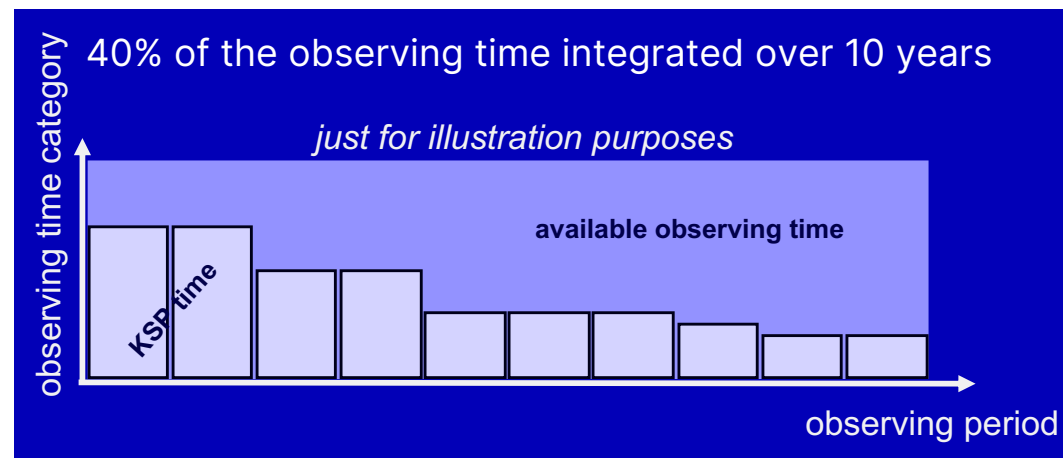 40% of the observing time integrated over 10 years
just for illustration purposes
observing time category
available observing time
KSP time
observing period